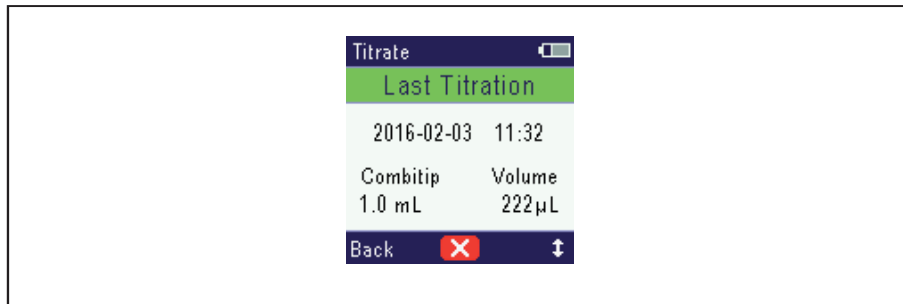 Titrate
Last Titration
2016-02-03 11:32
Combitip Volume
1.0 mL 222µL
Back